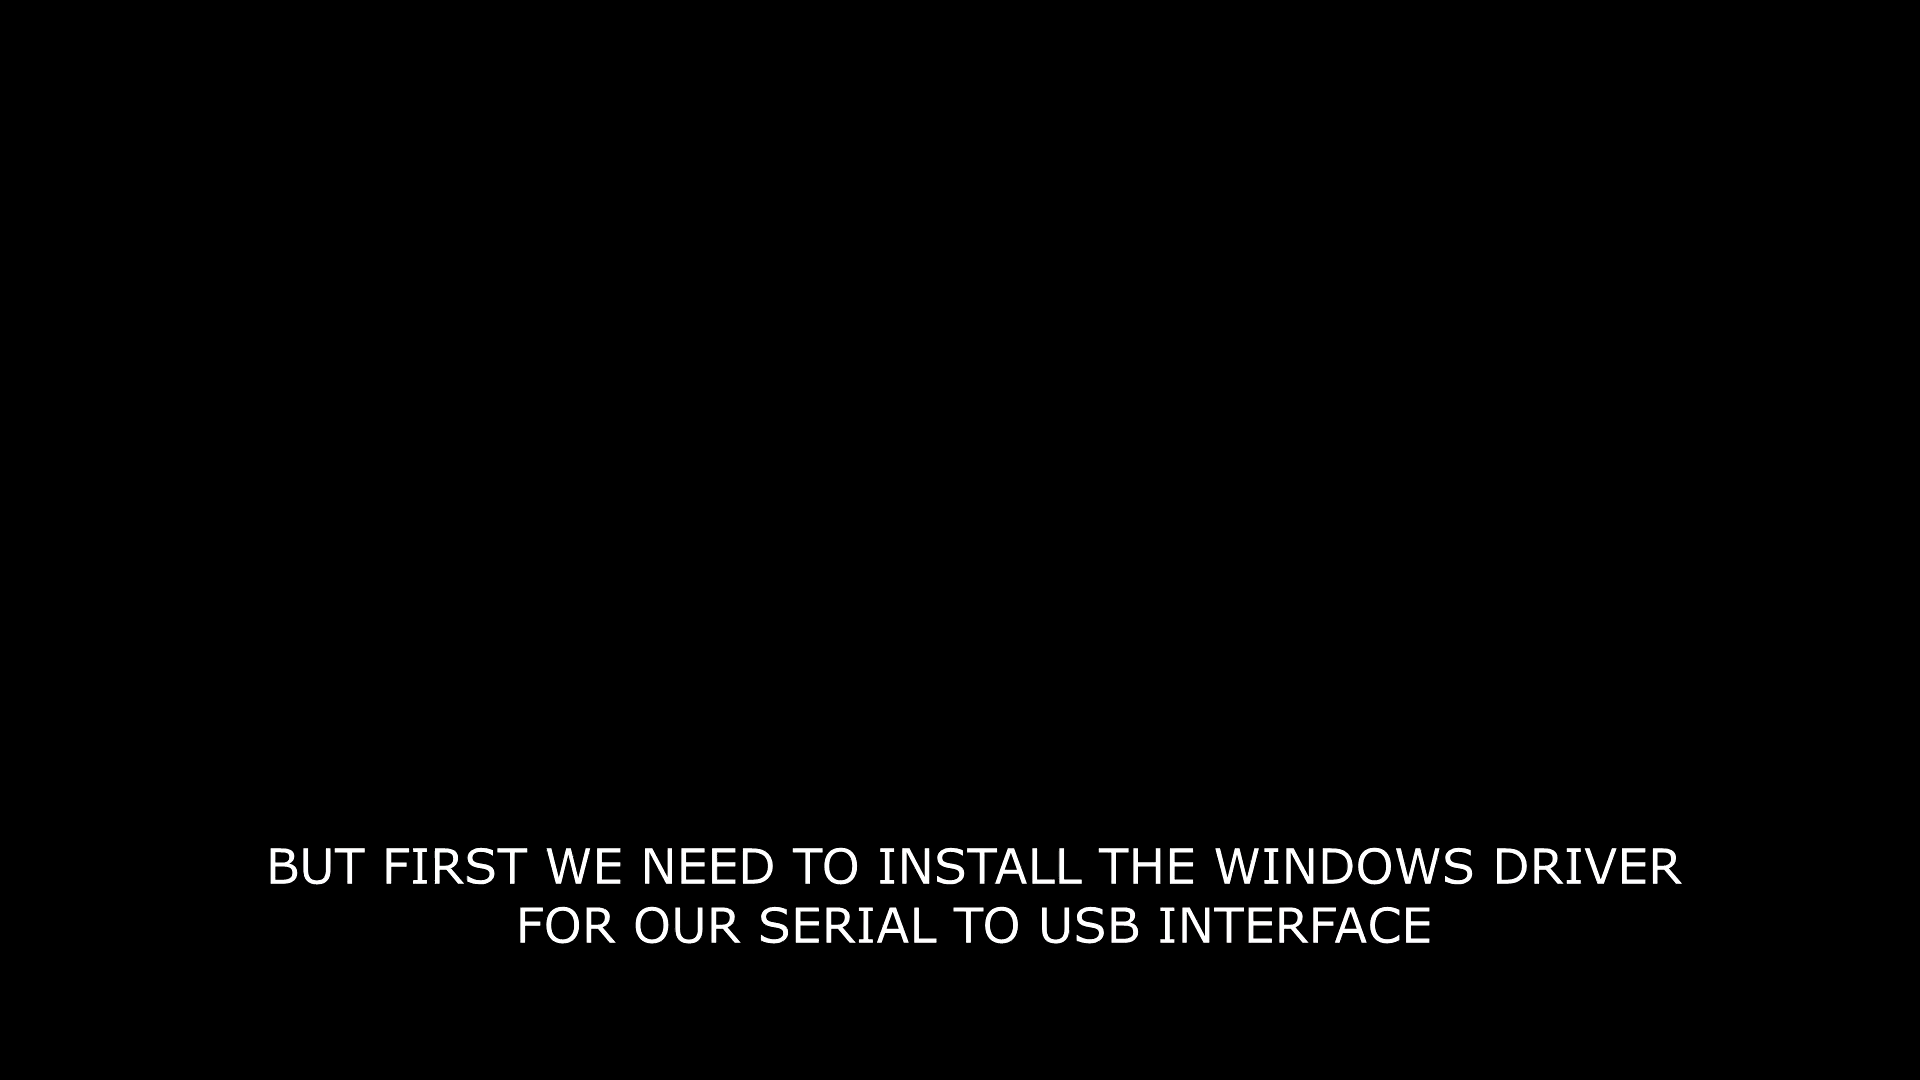 BUT FIRST WE NEED TO INSTALL THE WINDOWS DRIVER
FOR OUR SERIAL TO USB INTERFACE